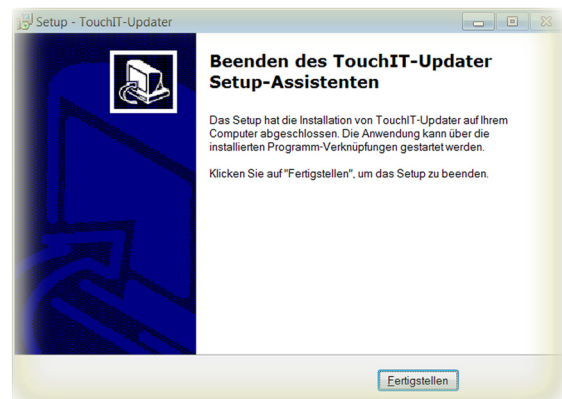 Setup - TouchIT-Updater
Beenden des TouchIT-Updater
Setup-Assistenten
Das Setup hat die Installation von TouchIT-Updater auf Ihrem
Computer abgeschlossen. Die Anwendung kann über die
installierten Programm-Verknüpfungen gestartet werden.
Klicken Sie auf "Fertigstellen", um das Setup zu beenden.
Fertigstellen